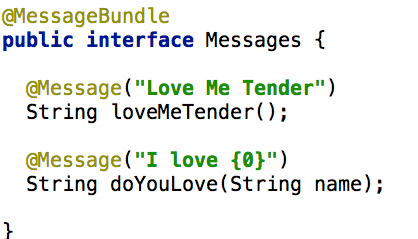 @MessageBundle
public interface Messages {
@Message("Love Me Tender")
String loveMeTender();
@Message("I love {0}")
String doYouLove(String name);
}